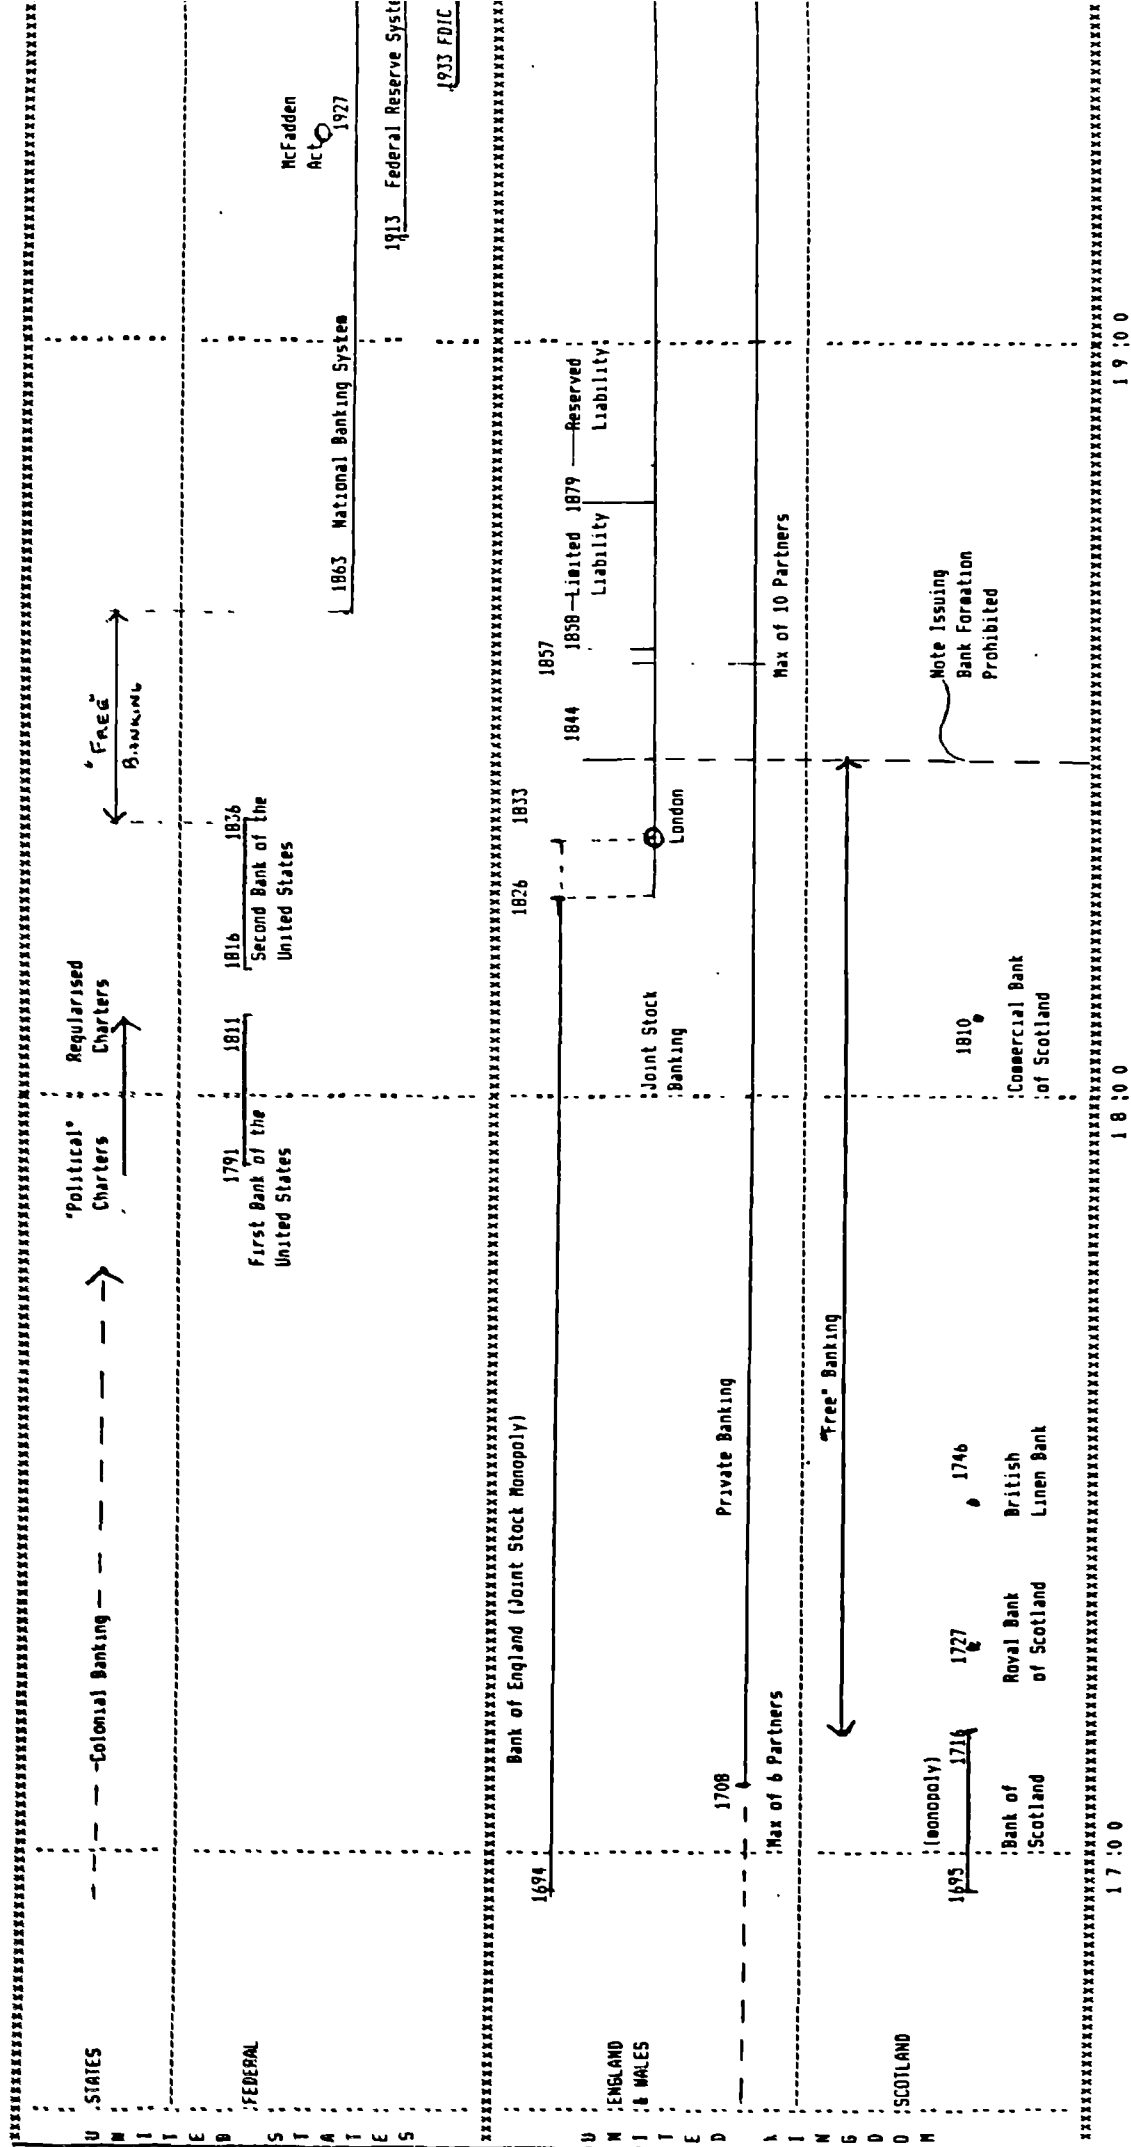 UNITED STATES
STATES
Colonial Banking
"Political"
Charters
Regularised
Charters
"FREE"
BANKING
FEDERAL
1791
First Bank of the
United States
1811
1816
1836
Second Bank of the
United States
1863 National Banking System
McFadden
Act
1927
1913 Federal Reserve Syste
1933 FDIC
UNITED KINGDOM
ENGLAND
& WALES
1694
Bank of England (Joint Stock Monopoly)
1826
1833
Joint Stock
Banking
London
1844
1857
1858 Limited
Liability
1879 Reserved
Liability
1708
Private Banking
Max of 6 Partners
Max of 10 Partners
SCOTLAND
"Free" Banking
(monopoly)
1695
1716
Bank of
Scotland
1727
Royal Bank
of Scotland
1746
British
Linen Bank
1810
Commercial Bank
of Scotland
Note Issuing
Bank Formation
Prohibited
1700
1800
1900